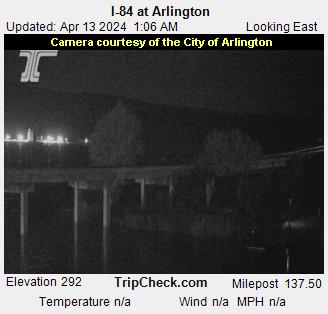 I-84 at Arlington
Updated: Apr 13 2024 1:06 AM Looking East
Camera courtesy of the City of Arlington
Elevation 292 TripCheck.com Milepost 137.50
Temperature n/a Wind n/a MPH n/a